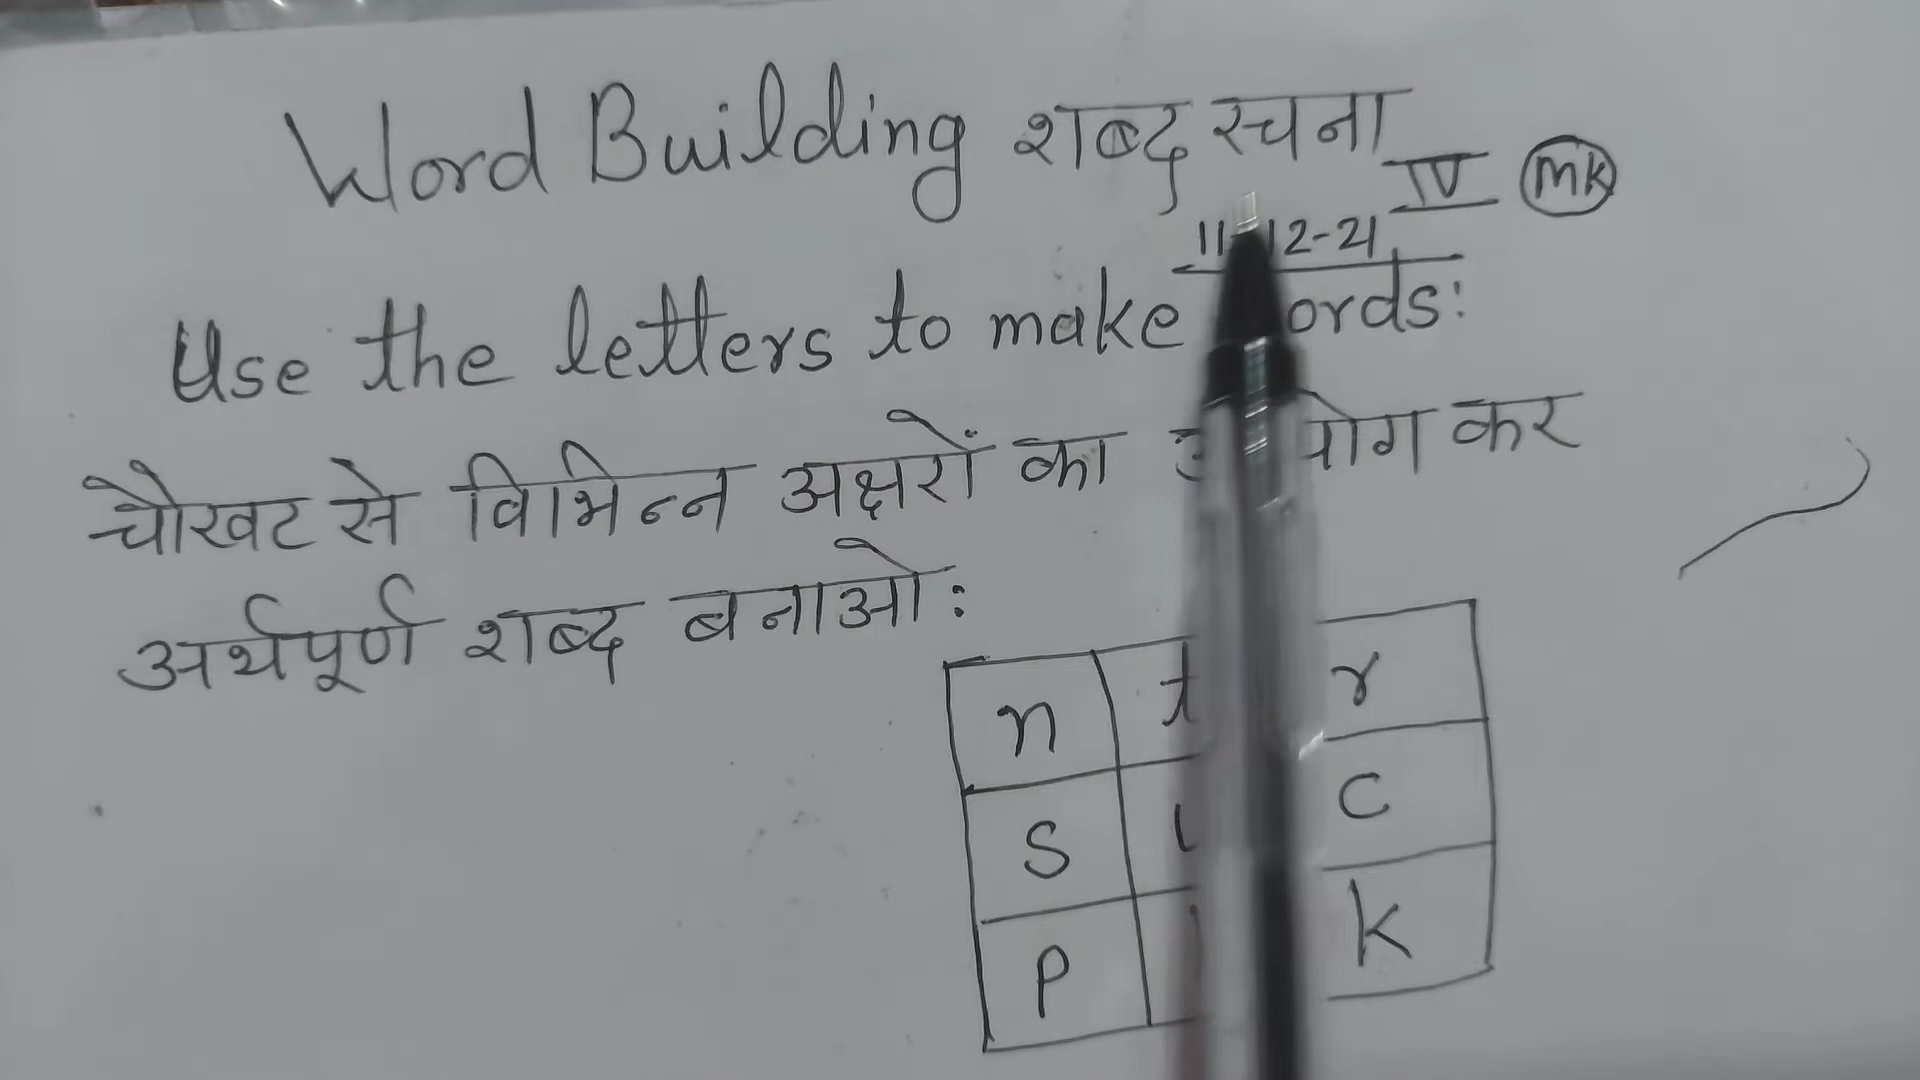 Word Building शब्द रचना
IV MK
11-12-21
Use the letters to make
चौखट से विभिन्न अक्षरों का कर
अर्थपूर्ण शब्द बनाओ:
n t r
s c
p k